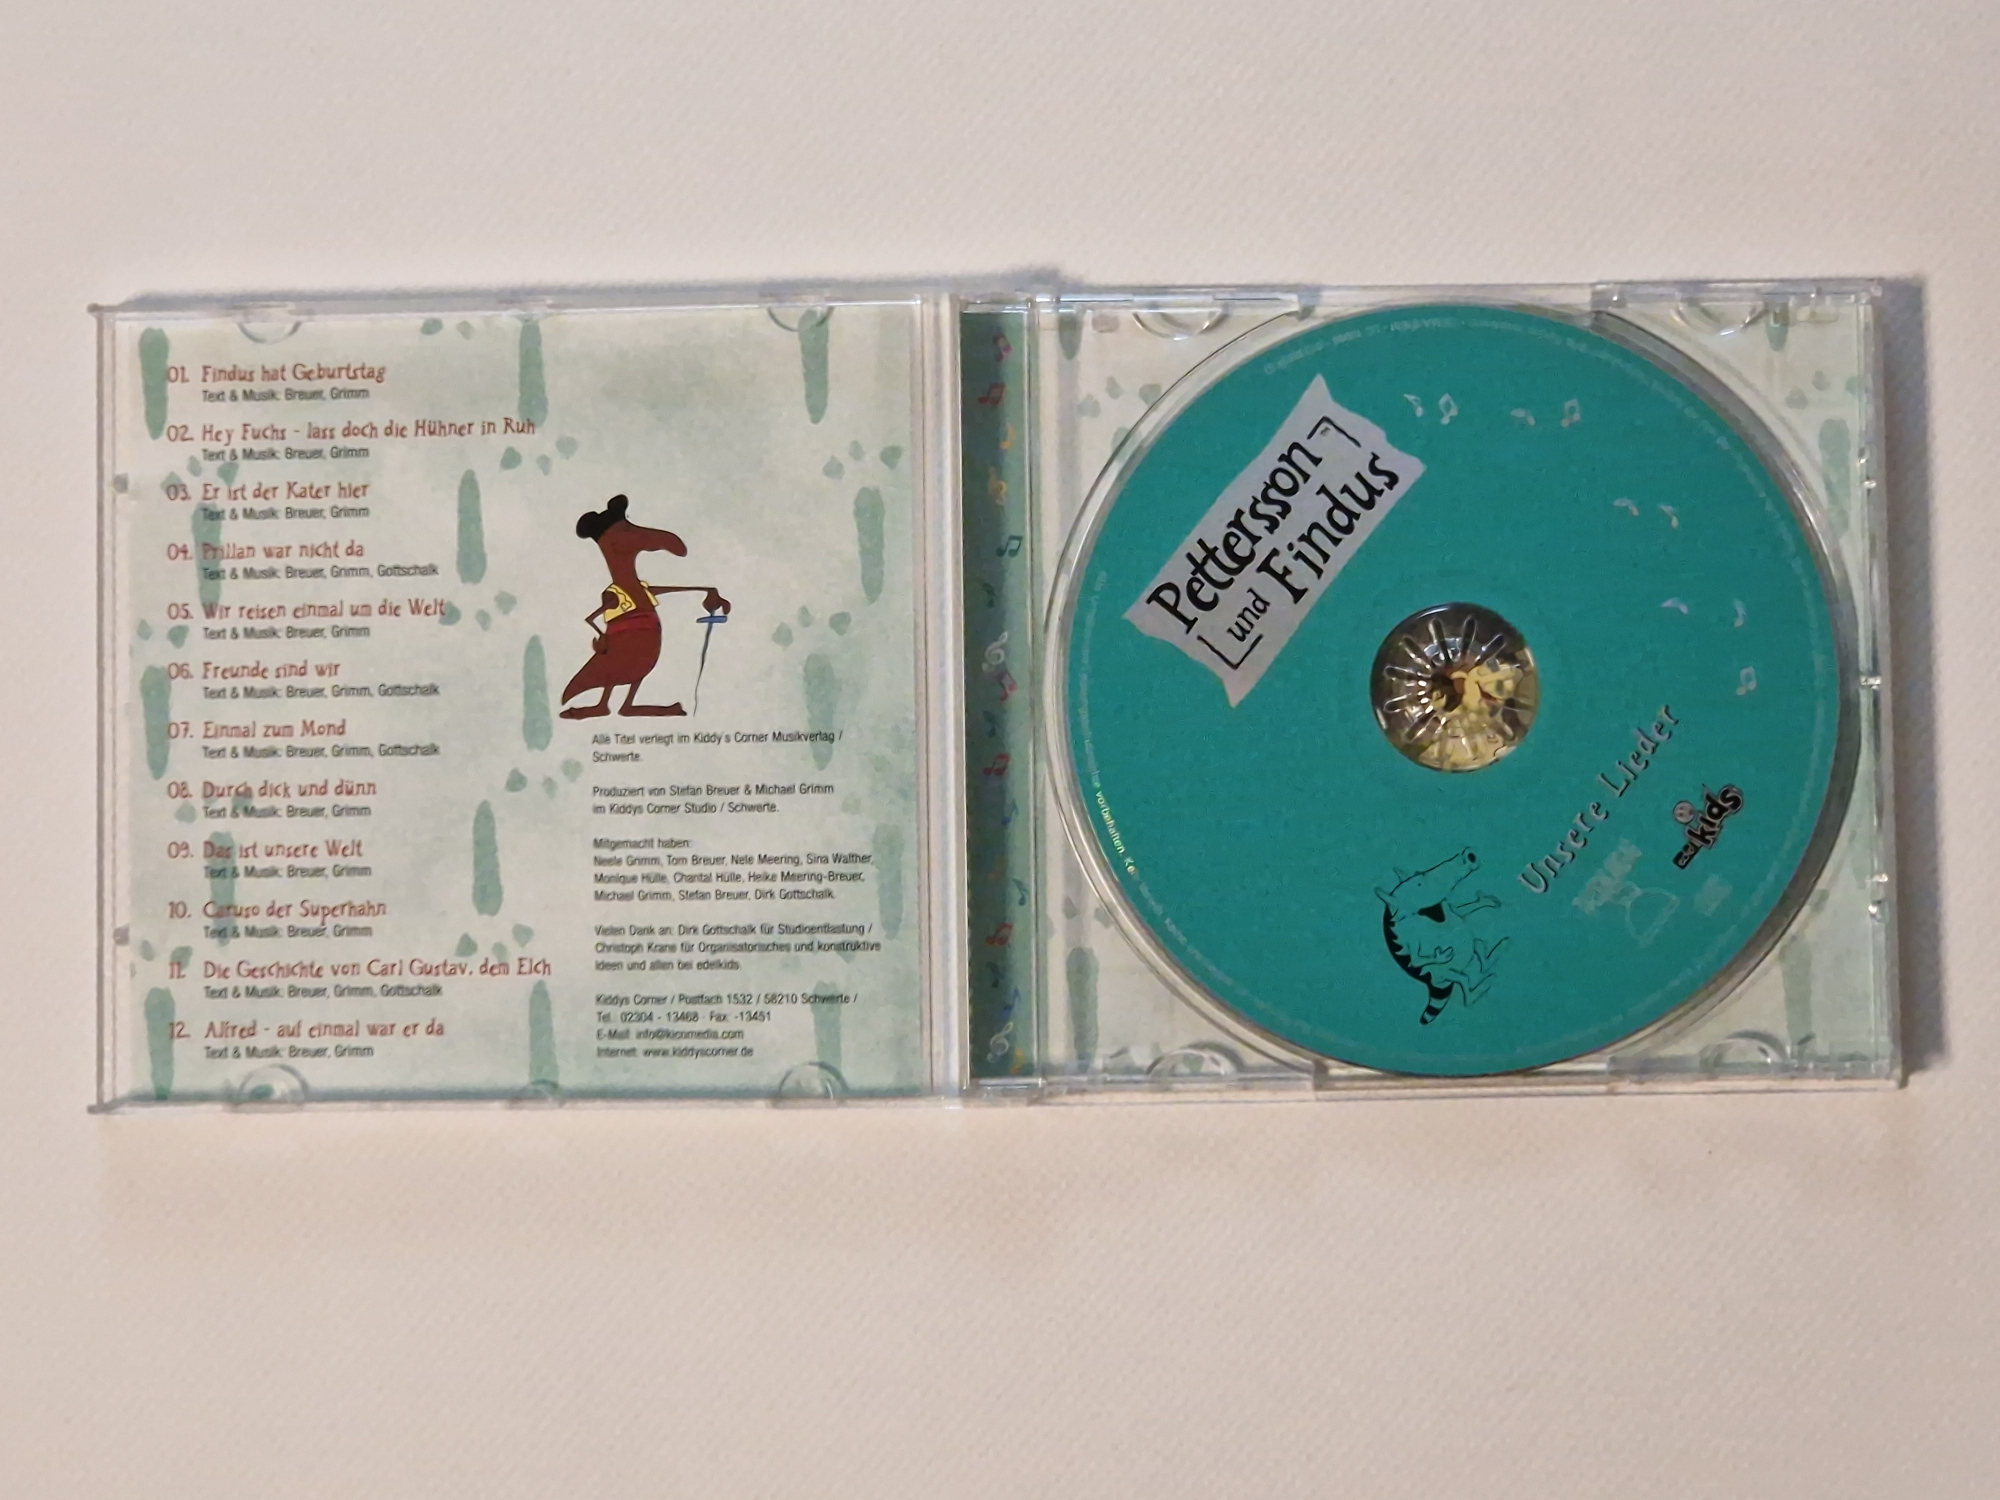 01. Findus hat Geburtstag
Text & Musik: Breuer, Grimm
02. Hey Fuchs - lass doch die Hühner in Ruh
Text & Musik: Breuer, Grimm
03. Er ist der Kater hier
Text & Musik: Breuer, Grimm
04. Prillan war nicht da
Text & Musik: Breuer, Grimm, Gottschalk
05. Wir reisen einmal um die Welt
Text & Musik: Breuer, Grimm
06. Freunde sind wir
Text & Musik: Breuer, Grimm, Gottschalk
07. Einmal zum Mond
Text & Musik: Breuer, Grimm, Gottschalk
08. Durch dick und dünn
Text & Musik: Breuer, Grimm
09. Das ist unsere Welt
Text & Musik: Breuer, Grimm
10. Caruso der Superhahn
Text & Musik: Breuer, Grimm
11. Die Geschichte von Carl Gustav, dem Elch
Text & Musik: Breuer, Grimm, Gottschalk
12. Alfred - auf einmal war er da
Text & Musik: Breuer, Grimm
Alle Titel verlegt im Kiddy's Corner Musikverlag /
Schwerte.
Produziert von Stefan Breuer & Michael Grimm
im Kiddys Corner Studio / Schwerte.
Mitgemacht haben:
Neele Grimm, Tom Breuer, Nele Meering, Sina Walther,
Monique Hülle, Chantal Hülle, Heike Meering-Breuer,
Michael Grimm, Stefan Breuer, Dirk Gottschalk.
Vielen Dank an: Dirk Gottschalk für Studioentlastung /
Christoph Krane für Organisatorisches und konstruktive
Ideen und allen bei edelkids.
Kiddys Corner / Postfach 1532 / 58210 Schwerte /
Tel.: 02304 - 13468 · Fax: -13451
E-Mail: info@kicomedia.com
Internet: www.kiddyscorner.de
Pettersson
und Findus
Unsere Lieder
edelkids
vorbehalten.